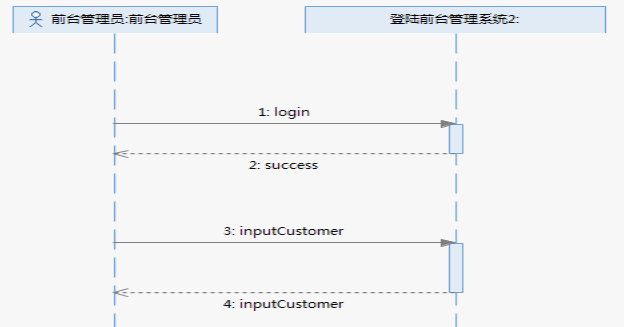 前台管理员:前台管理员
登陆前台管理系统2:
1: login
2: success
3: inputCustomer
4: inputCustomer